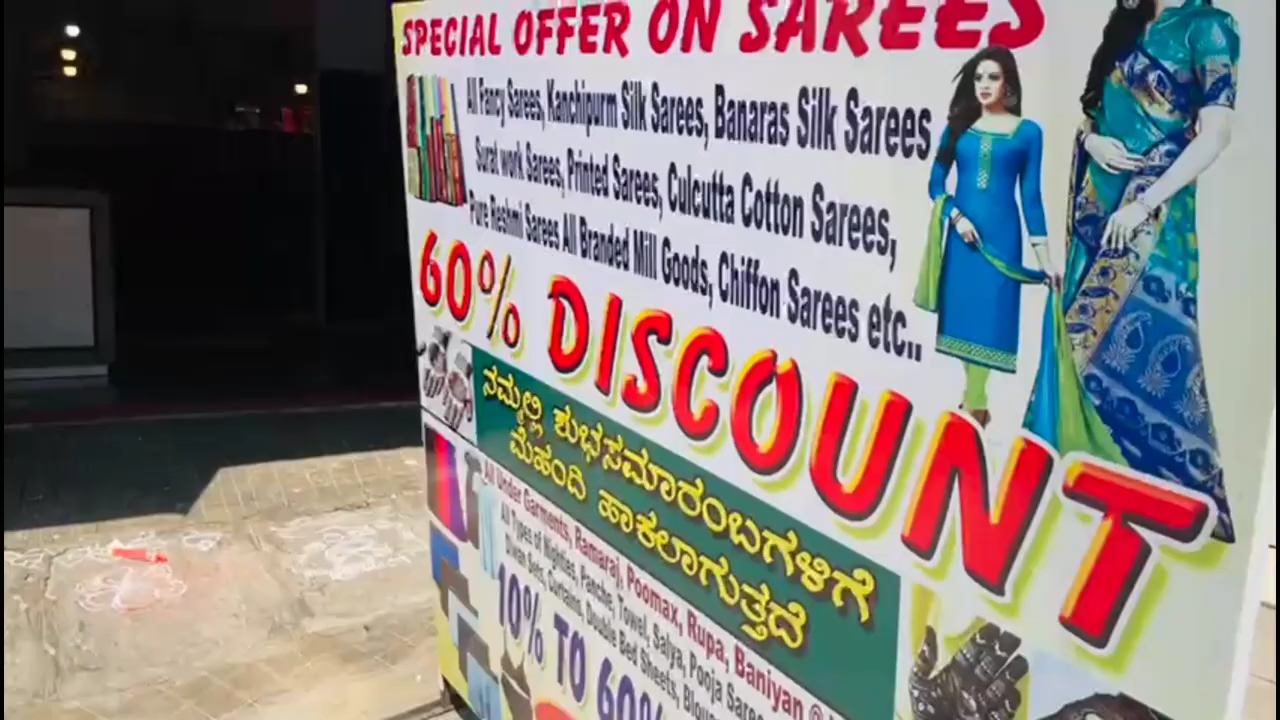 SPECIAL OFFER ON SAREES
All Fancy Sarees, Kanchipurm Silk Sarees, Banaras Silk Sarees
Surat work Sarees, Printed Sarees, Culcutta Cotton Sarees,
Pure Reshmi Sarees All Branded Mill Goods, Chiffon Sarees etc..
60% DISCOUNT
ನಮ್ಮಲ್ಲಿ ಶುಭಸಮಾರಂಬಗಳಿಗೆ
ಮೆಹಂದಿ ಹಾಕಲಾಗುತ್ತದೆ
All Under Garments, Ramaraj, Poomax, Rupa, Baniyan @
All Types of Nighties, Panche, Towel, Salya, Pooja
Diwan Sets, Curtains, Double Bed Sheets,
10% TO 60%